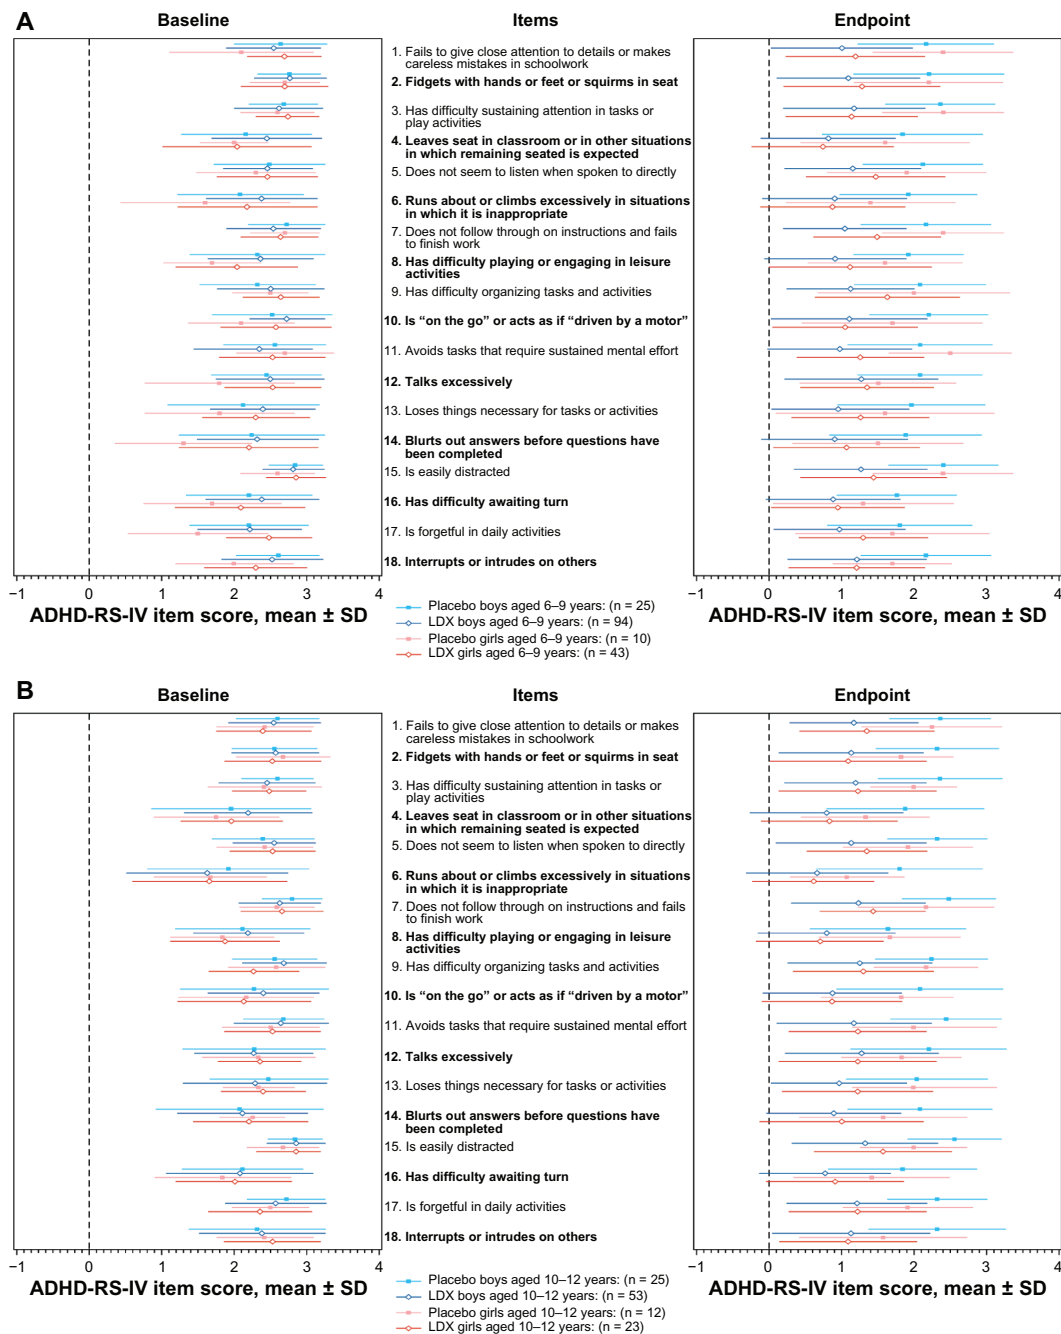 A
Baseline
Items
Endpoint
1. Fails to give close attention to details or makes
careless mistakes in schoolwork
2. Fidgets with hands or feet or squirms in seat
3. Has difficulty sustaining attention in tasks or
play activities
4. Leaves seat in classroom or in other situations
in which remaining seated is expected
5. Does not seem to listen when spoken to directly
6. Runs about or climbs excessively in situations
in which it is inappropriate
7. Does not follow through on instructions and fails
to finish work
8. Has difficulty playing or engaging in leisure
activities
9. Has difficulty organizing tasks and activities
10. Is “on the go” or acts as if “driven by a motor”
11. Avoids tasks that require sustained mental effort
12. Talks excessively
13. Loses things necessary for tasks or activities
14. Blurts out answers before questions have
been completed
15. Is easily distracted
16. Has difficulty awaiting turn
17. Is forgetful in daily activities
18. Interrupts or intrudes on others
–1 0 1 2 3 4
–1 0 1 2 3 4
ADHD-RS-IV item score, mean ± SD
ADHD-RS-IV item score, mean ± SD
Placebo boys aged 6–9 years: (n = 25)
LDX boys aged 6–9 years: (n = 94)
Placebo girls aged 6–9 years: (n = 10)
LDX girls aged 6–9 years: (n = 43)
B
Baseline
Items
Endpoint
1. Fails to give close attention to details or makes
careless mistakes in schoolwork
2. Fidgets with hands or feet or squirms in seat
3. Has difficulty sustaining attention in tasks or
play activities
4. Leaves seat in classroom or in other situations
in which remaining seated is expected
5. Does not seem to listen when spoken to directly
6. Runs about or climbs excessively in situations
in which it is inappropriate
7. Does not follow through on instructions and fails
to finish work
8. Has difficulty playing or engaging in leisure
activities
9. Has difficulty organizing tasks and activities
10. Is “on the go” or acts as if “driven by a motor”
11. Avoids tasks that require sustained mental effort
12. Talks excessively
13. Loses things necessary for tasks or activities
14. Blurts out answers before questions have
been completed
15. Is easily distracted
16. Has difficulty awaiting turn
17. Is forgetful in daily activities
18. Interrupts or intrudes on others
–1 0 1 2 3 4
–1 0 1 2 3 4
ADHD-RS-IV item score, mean ± SD
ADHD-RS-IV item score, mean ± SD
Placebo boys aged 10–12 years: (n = 25)
LDX boys aged 10–12 years: (n = 53)
Placebo girls aged 10–12 years: (n = 12)
LDX girls aged 10–12 years: (n = 23)